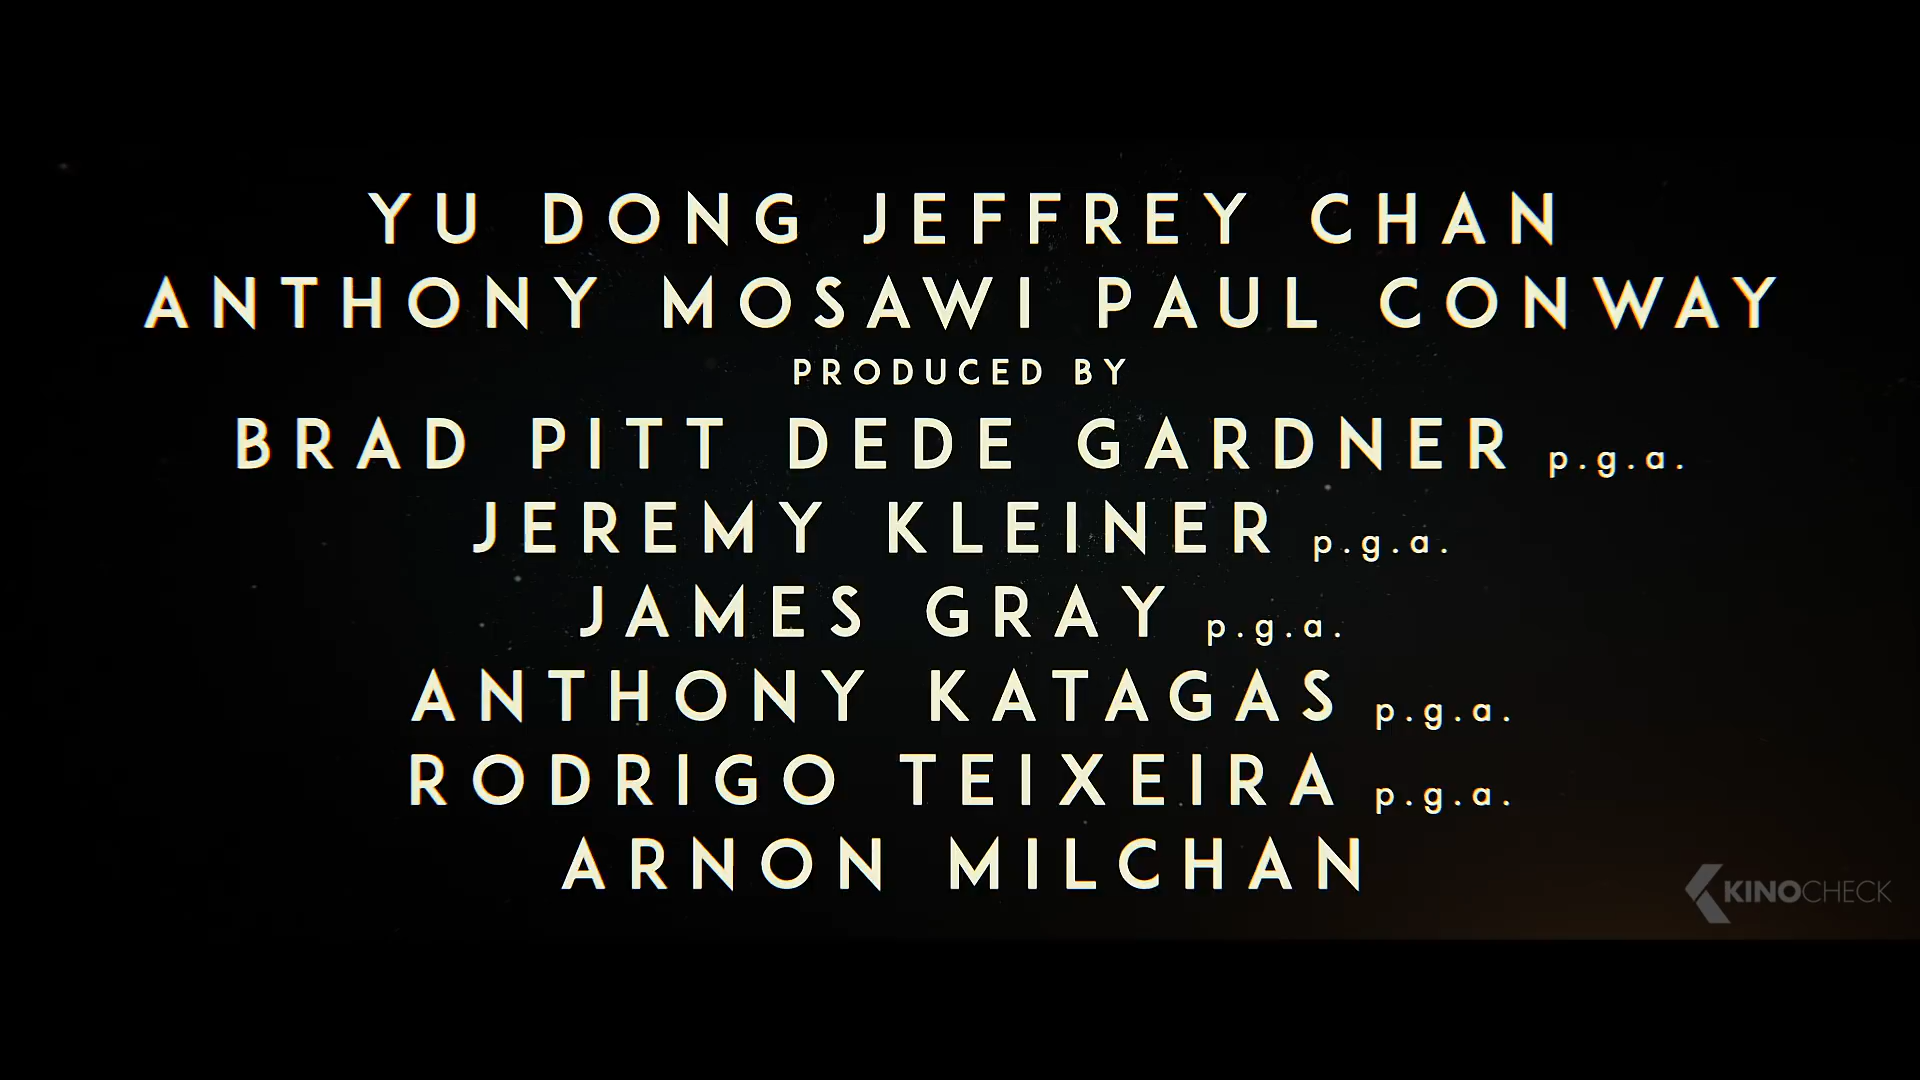 YU DONG JEFFREY CHAN
ANTHONY MOSAWI PAUL CONWAY
PRODUCED BY
BRAD PITT DEDE GARDNER p.g.a.
JEREMY KLEINER p.g.a.
JAMES GRAY p.g.a.
ANTHONY KATAGAS p.g.a.
RODRIGO TEIXEIRA p.g.a.
ARNON MILCHAN
KINOCHECK